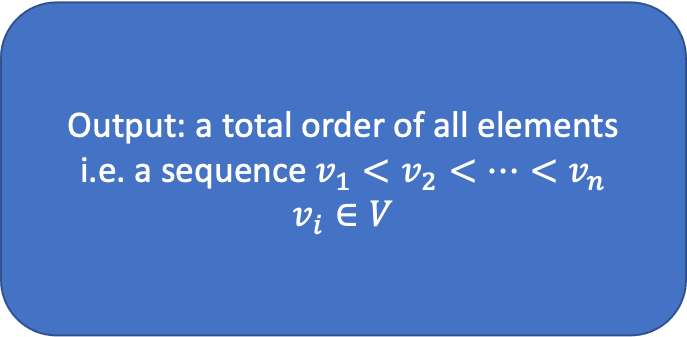 Output: a total order of all elements
i.e. a sequence 𝑣₁ < 𝑣₂ < ⋯ < 𝑣ₙ
𝑣ᵢ ∈ 𝑉